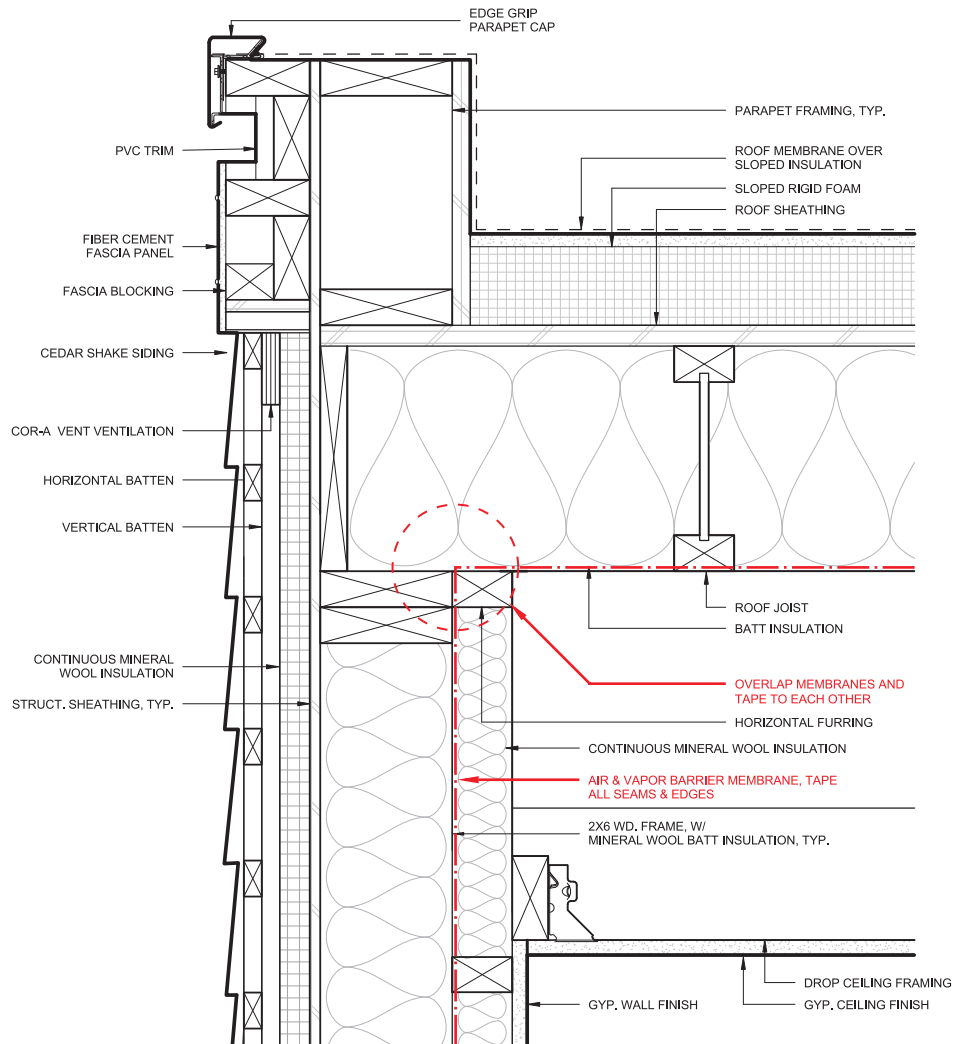 EDGE GRIP
PARAPET CAP
PARAPET FRAMING, TYP.
PVC TRIM
ROOF MEMBRANE OVER
SLOPED INSULATION
SLOPED RIGID FOAM
ROOF SHEATHING
FIBER CEMENT
FASCIA PANEL
FASCIA BLOCKING
CEDAR SHAKE SIDING
COR-A VENT VENTILATION
HORIZONTAL BATTEN
VERTICAL BATTEN
ROOF JOIST
BATT INSULATION
CONTINUOUS MINERAL
WOOL INSULATION
STRUCT. SHEATHING, TYP.
OVERLAP MEMBRANES AND
TAPE TO EACH OTHER
HORIZONTAL FURRING
CONTINUOUS MINERAL WOOL INSULATION
AIR & VAPOR BARRIER MEMBRANE, TAPE
ALL SEAMS & EDGES
2X6 WD. FRAME, W/
MINERAL WOOL BATT INSULATION, TYP.
DROP CEILING FRAMING
GYP. WALL FINISH
GYP. CEILING FINISH